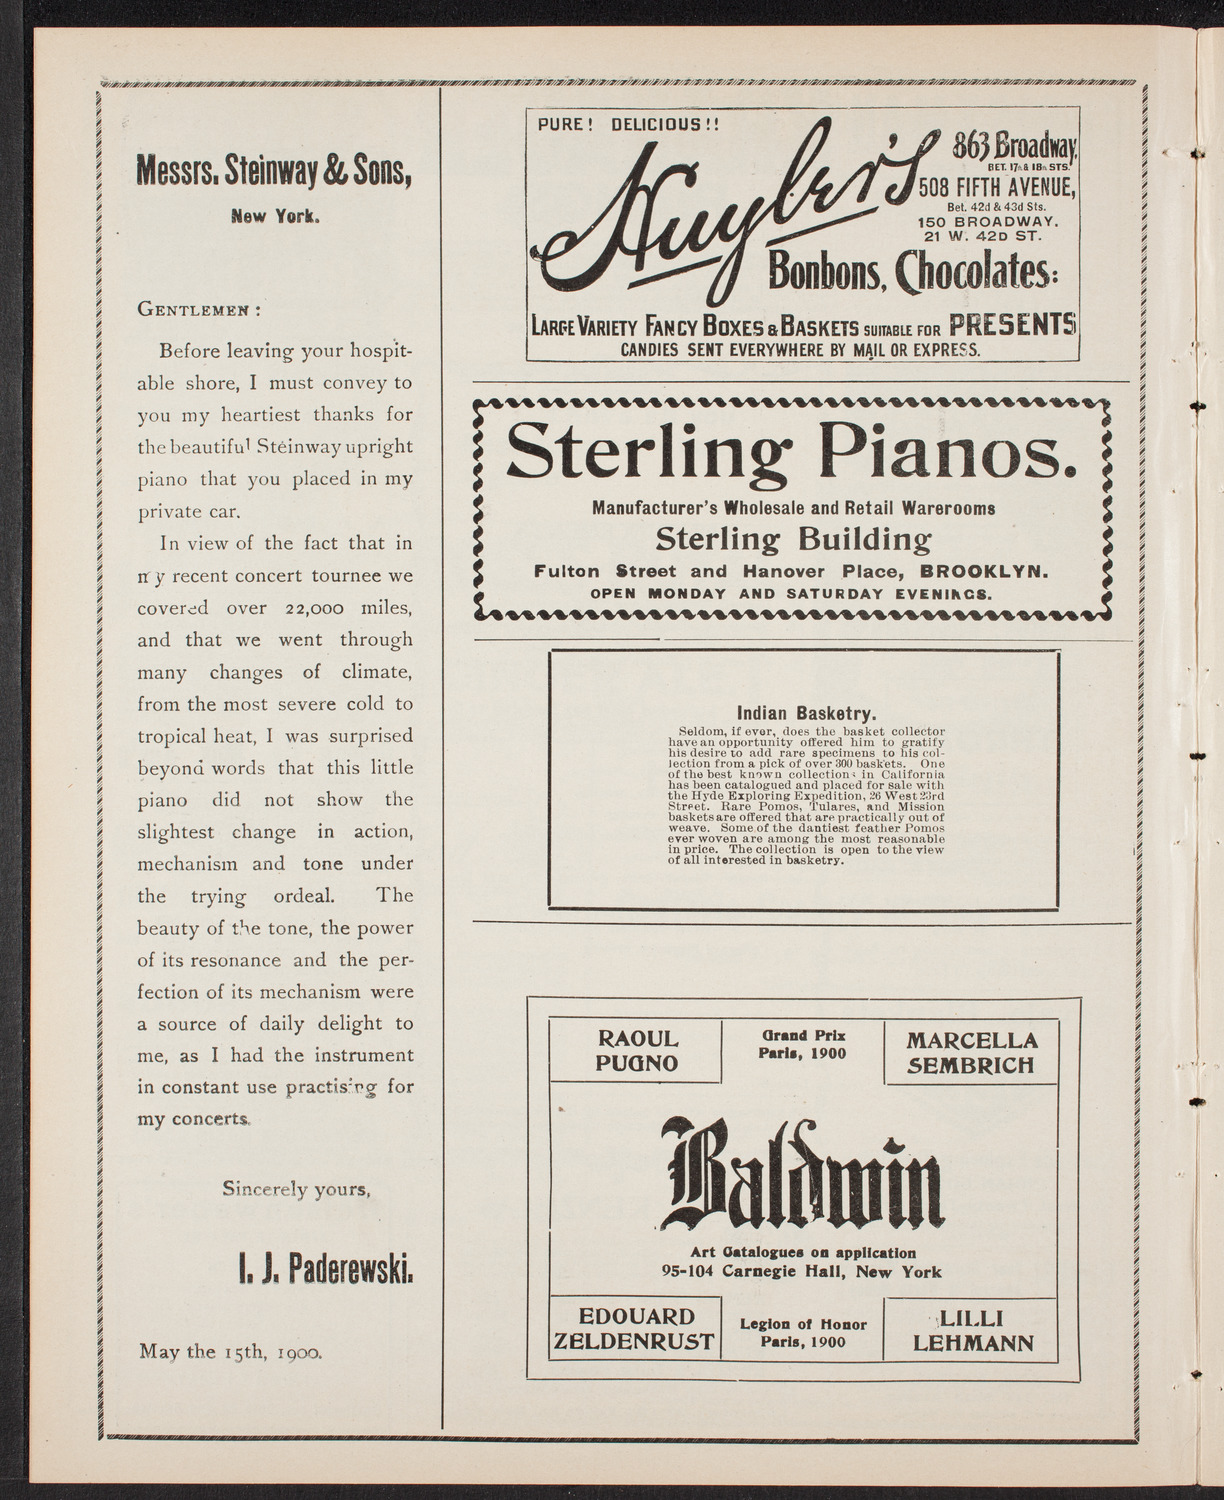 Messrs. Steinway & Sons,
New York.
GENTLEMEN :
Before leaving your hospit-
able shore, I must convey to
you my heartiest thanks for
the beautiful Steinway upright
piano that you placed in my
private car.
In view of the fact that in
my recent concert tournee we
covered over 22,000 miles,
and that we went through
many changes of climate,
from the most severe cold to
tropical heat, I was surprised
beyond words that this little
piano did not show the
slightest change in action,
mechanism and tone under
the trying ordeal. The
beauty of the tone, the power
of its resonance and the per-
fection of its mechanism were
a source of daily delight to
me, as I had the instrument
in constant use practising for
my concerts.
Sincerely yours,
I. J. Paderewski.
May the 15th, 1900.
PURE! DELICIOUS!!
Huyler's
863 Broadway,
BET. 17th & 18th STS.
508 FIFTH AVENUE,
Bet. 42d & 43d Sts.
150 BROADWAY.
21 W. 42D ST.
Bonbons, Chocolates:
LARGE VARIETY FANCY BOXES & BASKETS SUITABLE FOR PRESENTS
CANDIES SENT EVERYWHERE BY MAIL OR EXPRESS.
Sterling Pianos.
Manufacturer's Wholesale and Retail Warerooms
Sterling Building
Fulton Street and Hanover Place, BROOKLYN.
OPEN MONDAY AND SATURDAY EVENINGS.
Indian Basketry.
Seldom, if ever, does the basket collector
have an opportunity offered him to gratify
his desire to add rare specimens to his col-
lection from a pick of over 300 baskets. One
of the best known collections in California
has been catalogued and placed for sale with
the Hyde Exploring Expedition, 26 West 23rd
Street. Rare Pomos, Tulares, and Mission
baskets are offered that are practically out of
weave. Some of the dantiest feather Pomos
ever woven are among the most reasonable
in price. The collection is open to the view
of all interested in basketry.
RAOUL
PUGNO
Grand Prix
Paris, 1900
MARCELLA
SEMBRICH
Baldwin
Art Catalogues on application
95-104 Carnegie Hall, New York
EDOUARD
ZELDENRUST
Legion of Honor
Paris, 1900
LILLI
LEHMANN